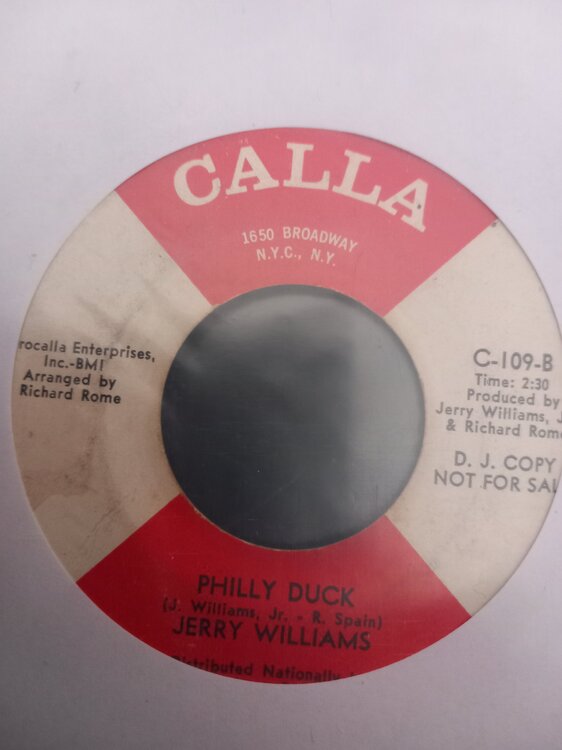 CALLA
1650 BROADWAY
N.Y.C., N.Y.
rocalla Enterprises,
Inc.-BMI
Arranged by
Richard Rome
C-109-B
Time: 2:30
Produced by
Jerry Williams, J
& Richard Rome
D. J. COPY
NOT FOR SAL
PHILLY DUCK
(J. Williams, Jr. - R. Spain)
JERRY WILLIAMS
Distributed Nationally